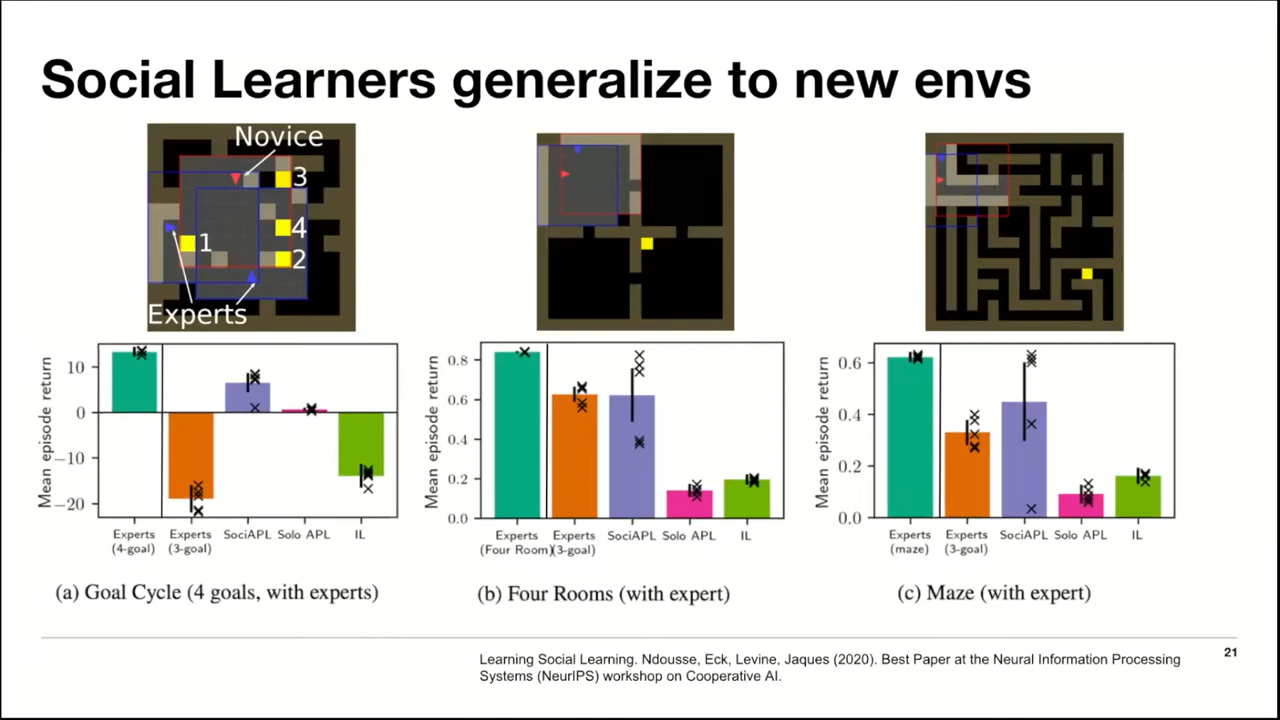 Social Learners generalize to new envs
Novice
3
4
1
2
Experts
Mean episode return
10
0
−10
−20
Experts
(4-goal)
Experts
(3-goal)
SociAPL
Solo APL
IL
(a) Goal Cycle (4 goals, with experts)
Mean episode return
0.8
0.6
0.4
0.2
0.0
Experts
(Four Room)
Experts
(3-goal)
SociAPL
Solo APL
IL
(b) Four Rooms (with expert)
Mean episode return
0.6
0.4
0.2
0.0
Experts
(maze)
Experts
(3-goal)
SociAPL
Solo APL
IL
(c) Maze (with expert)
Learning Social Learning. Ndousse, Eck, Levine, Jaques (2020). Best Paper at the Neural Information Processing
Systems (NeurIPS) workshop on Cooperative AI.
21